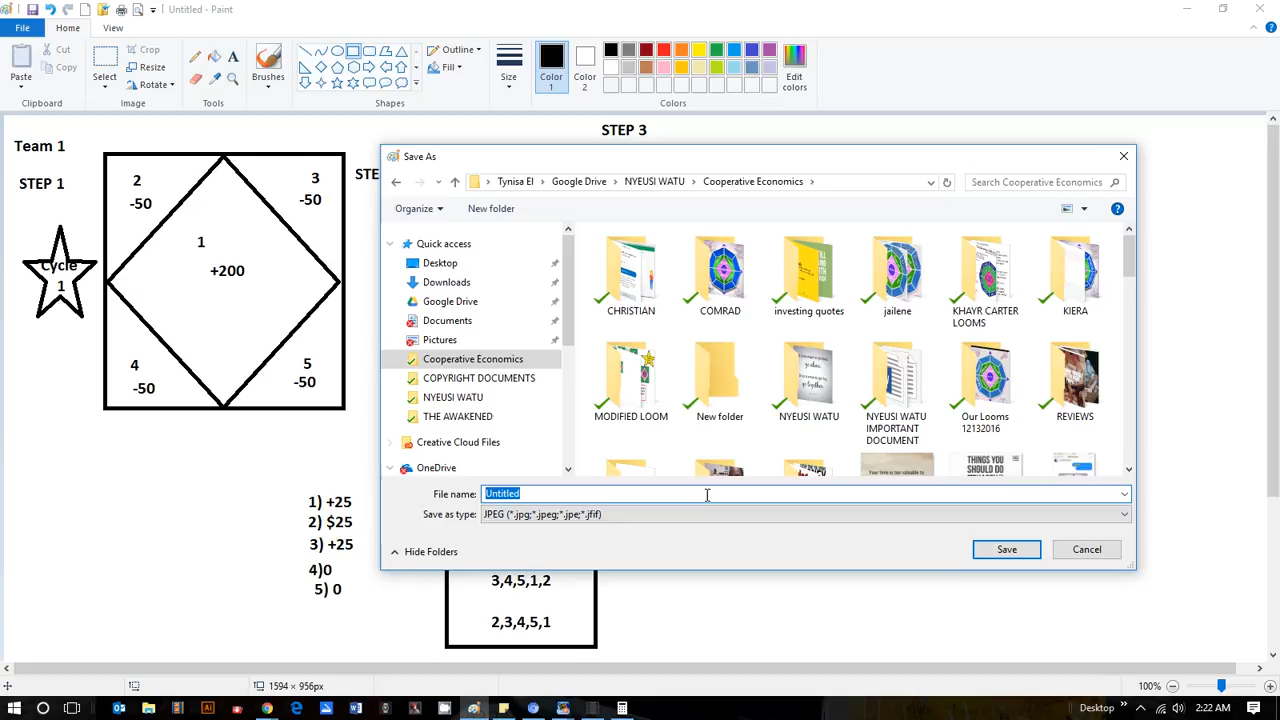 Untitled - Paint
File
Home
View
Paste
Cut
Copy
Clipboard
Select
Crop
Resize
Rotate
Image
Tools
Brushes
Shapes
Outline
Fill
Size
Color 1
Color 2
Edit colors
Colors
Team 1
STEP 1
STEP 3
STE
2
-50
3
-50
1
+200
Cycle
1
4
-50
5
-50
1) +25
2) $25
3) +25
4)0
5) 0
3,4,5,1,2
2,3,4,5,1
Save As
Tynisa El
Google Drive
NYEUSI WATU
Cooperative Economics
Search Cooperative Economics
Organize
New folder
Quick access
Desktop
Downloads
Google Drive
Documents
Pictures
Cooperative Economics
COPYRIGHT DOCUMENTS
NYEUSI WATU
THE AWAKENED
Creative Cloud Files
OneDrive
CHRISTIAN
COMRAD
investing quotes
jailene
KHAYR CARTER LOOMS
KIERA
MODIFIED LOOM
New folder
NYEUSI WATU
NYEUSI WATU IMPORTANT DOCUMENT
Our Looms 12132016
REVIEWS
THINGS YOU SHOULD DO
File name:
Untitled
Save as type:
JPEG (*.jpg;*.jpeg;*.jpe;*.jfif)
Hide Folders
Save
Cancel
1594 × 956px
100%
Desktop
2:22 AM